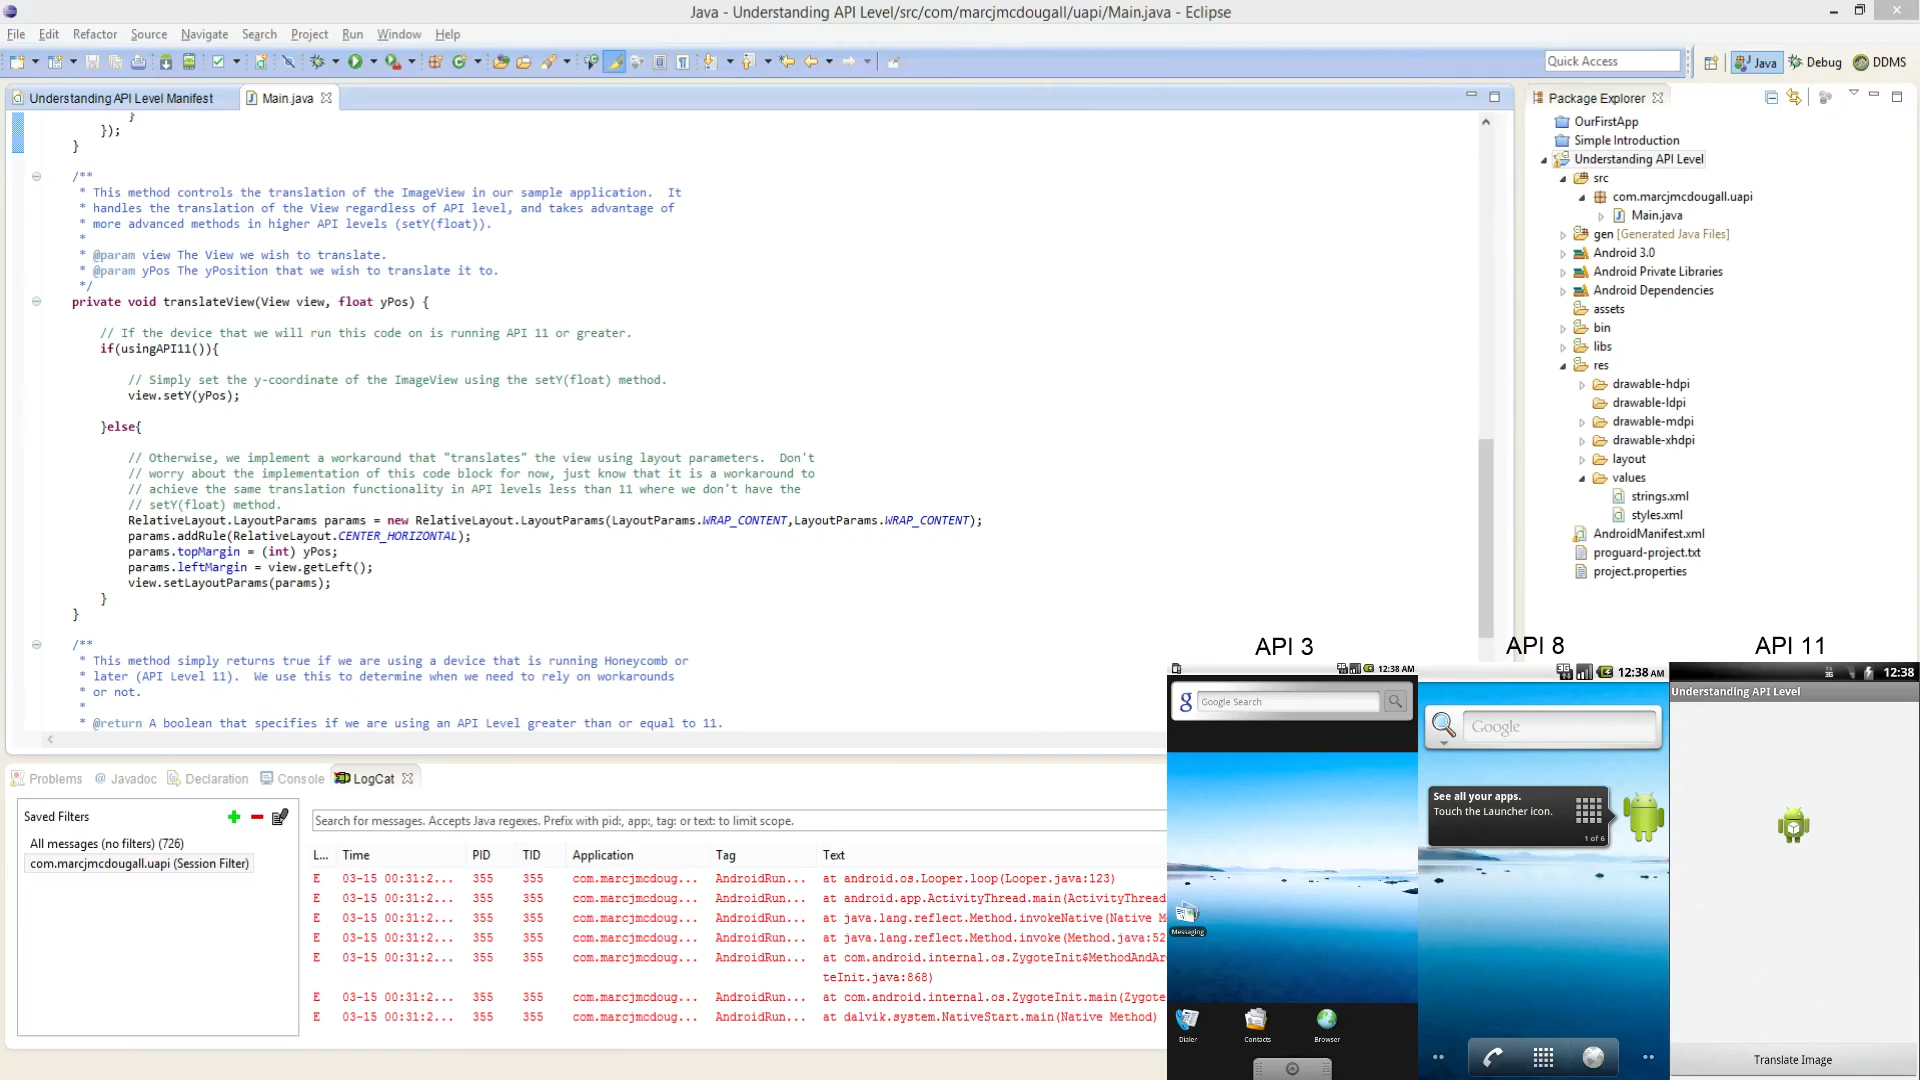 Java - Understanding API Level/src/com/marcjmcdougall/uapi/Main.java - Eclipse
File Edit Refactor Source Navigate Search Project Run Window Help
Quick Access
Java Debug DDMS
Understanding API Level Manifest
Main.java
}
});
}
/**
* This method controls the translation of the ImageView in our sample application.  It
* handles the translation of the View regardless of API level, and takes advantage of
* more advanced methods in higher API levels (setY(float)).
*
* @param view The View we wish to translate.
* @param yPos The yPosition that we wish to translate it to.
*/
private void translateView(View view, float yPos) {
// If the device that we will run this code on is running API 11 or greater.
if(usingAPI11()){
// Simply set the y-coordinate of the ImageView using the setY(float) method.
view.setY(yPos);
}else{
// Otherwise, we implement a workaround that "translates" the view using layout parameters.  Don't
// worry about the implementation of this code block for now, just know that it is a workaround to
// achieve the same translation functionality in API levels less than 11 where we don't have the
// setY(float) method.
RelativeLayout.LayoutParams params = new RelativeLayout.LayoutParams(LayoutParams.WRAP_CONTENT,LayoutParams.WRAP_CONTENT);
params.addRule(RelativeLayout.CENTER_HORIZONTAL);
params.topMargin = (int) yPos;
params.leftMargin = view.getLeft();
view.setLayoutParams(params);
}
}
/**
* This method simply returns true if we are using a device that is running Honeycomb or
* later (API Level 11).  We use this to determine when we need to rely on workarounds
* or not.
*
* @return A boolean that specifies if we are using an API Level greater than or equal to 11.
Package Explorer
OurFirstApp
Simple Introduction
Understanding API Level
src
com.marcjmcdougall.uapi
Main.java
gen [Generated Java Files]
Android 3.0
Android Private Libraries
Android Dependencies
assets
bin
libs
res
drawable-hdpi
drawable-ldpi
drawable-mdpi
drawable-xhdpi
layout
values
strings.xml
styles.xml
AndroidManifest.xml
proguard-project.txt
project.properties
Problems @ Javadoc Declaration Console LogCat
Saved Filters
All messages (no filters) (726)
com.marcjmcdougall.uapi (Session Filter)
Search for messages. Accepts Java regexes. Prefix with pid:, app:, tag: or text: to limit scope.
L... Time PID TID Application Tag Text
E 03-15 00:31:2... 355 355 com.marcjmcdoug... AndroidRun... at android.os.Looper.loop(Looper.java:123)
E 03-15 00:31:2... 355 355 com.marcjmcdoug... AndroidRun... at android.app.ActivityThread.main(ActivityThread
E 03-15 00:31:2... 355 355 com.marcjmcdoug... AndroidRun... at java.lang.reflect.Method.invokeNative(Native M
E 03-15 00:31:2... 355 355 com.marcjmcdoug... AndroidRun... at java.lang.reflect.Method.invoke(Method.java:52
E 03-15 00:31:2... 355 355 com.marcjmcdoug... AndroidRun... at com.android.internal.os.ZygoteInit$MethodAndAr
teInit.java:868)
E 03-15 00:31:2... 355 355 com.marcjmcdoug... AndroidRun... at com.android.internal.os.ZygoteInit.main(Zygote
E 03-15 00:31:2... 355 355 com.marcjmcdoug... AndroidRun... at dalvik.system.NativeStart.main(Native Method)
API 3
12:38 AM
g Google Search
Messaging
Dialer Contacts Browser
API 8
3G 12:38 AM
Google
See all your apps.
Touch the Launcher icon.
1 of 6
API 11
3G 12:38
Understanding API Level
Translate Image